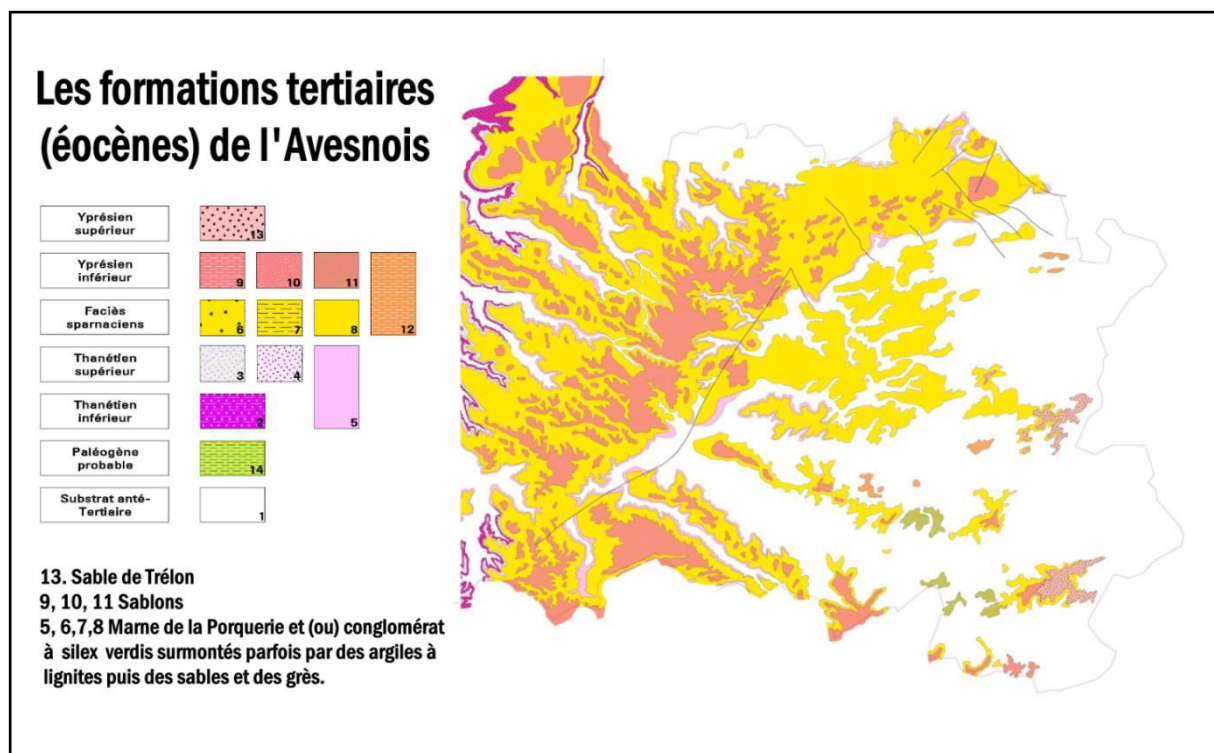 Les formations tertiaires
(éocènes) de l'Avesnois
Yprésien
supérieur
13
Yprésien
inférieur
9 10 11
12
Faciès
sparnaciens
6 7 8
Thanétien
supérieur
3 4
5
Thanétien
inférieur
2
Paléogène
probable
14
Substrat anté-
Tertiaire
1
13. Sable de Trélon
9, 10, 11 Sablons
5, 6,7,8 Marne de la Porquerie et (ou) conglomérat
à silex verdis surmontés parfois par des argiles à
lignites puis des sables et des grès.